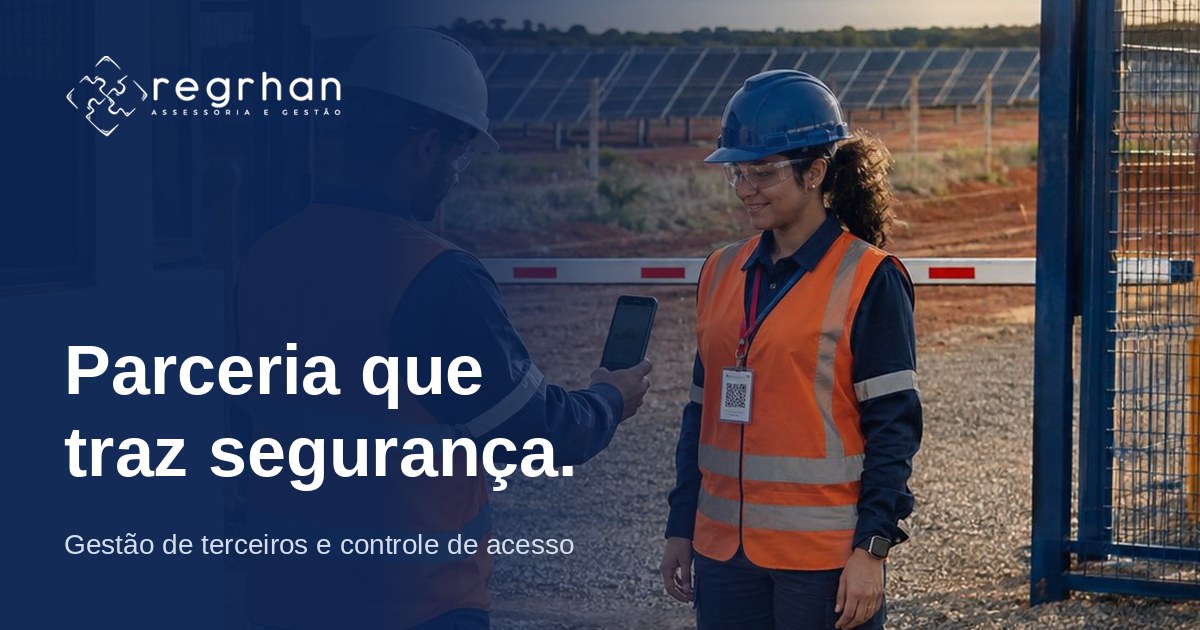 regrhan
ASSESSORIA E GESTÃO
Parceria que
traz segurança.
Gestão de terceiros e controle de acesso